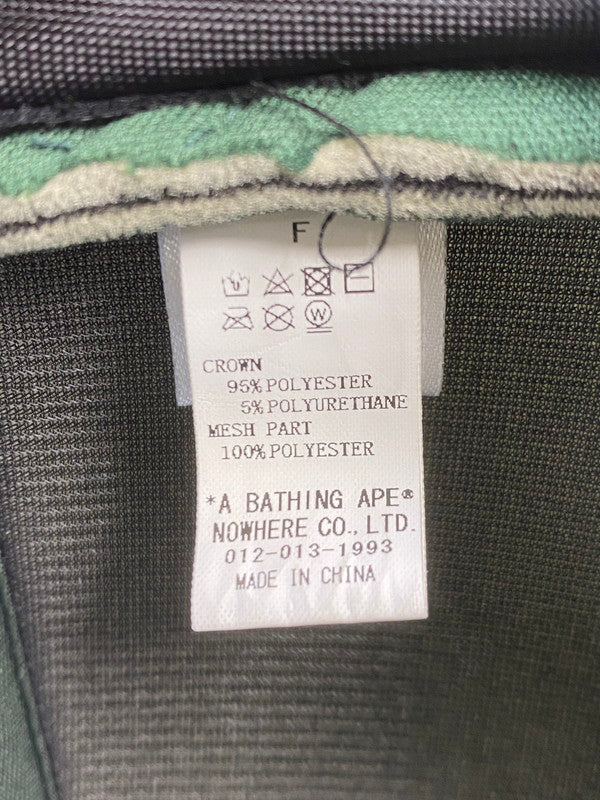 F
W
CROWN
95% POLYESTER
5% POLYURETHANE
MESH PART
100% POLYESTER
*A BATHING APE®
NOWHERE CO., LTD.
012-013-1993
MADE IN CHINA